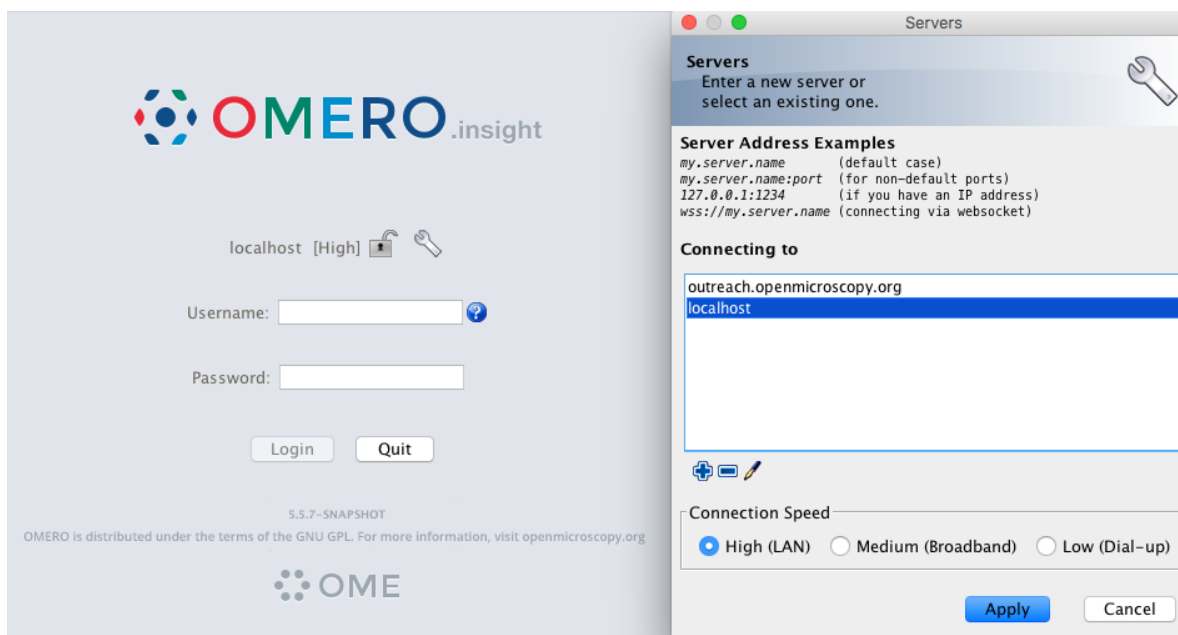 OMERO.insight
localhost [High]
Username:
Password:
Login
Quit
5.5.7-SNAPSHOT
OMERO is distributed under the terms of the GNU GPL. For more information, visit openmicroscopy.org
OME
Servers
Servers
Enter a new server or
select an existing one.
Server Address Examples
my.server.name (default case)
my.server.name:port (for non-default ports)
127.0.0.1:1234 (if you have an IP address)
wss://my.server.name (connecting via websocket)
Connecting to
outreach.openmicroscopy.org
localhost
Connection Speed
High (LAN) Medium (Broadband) Low (Dial-up)
Apply Cancel